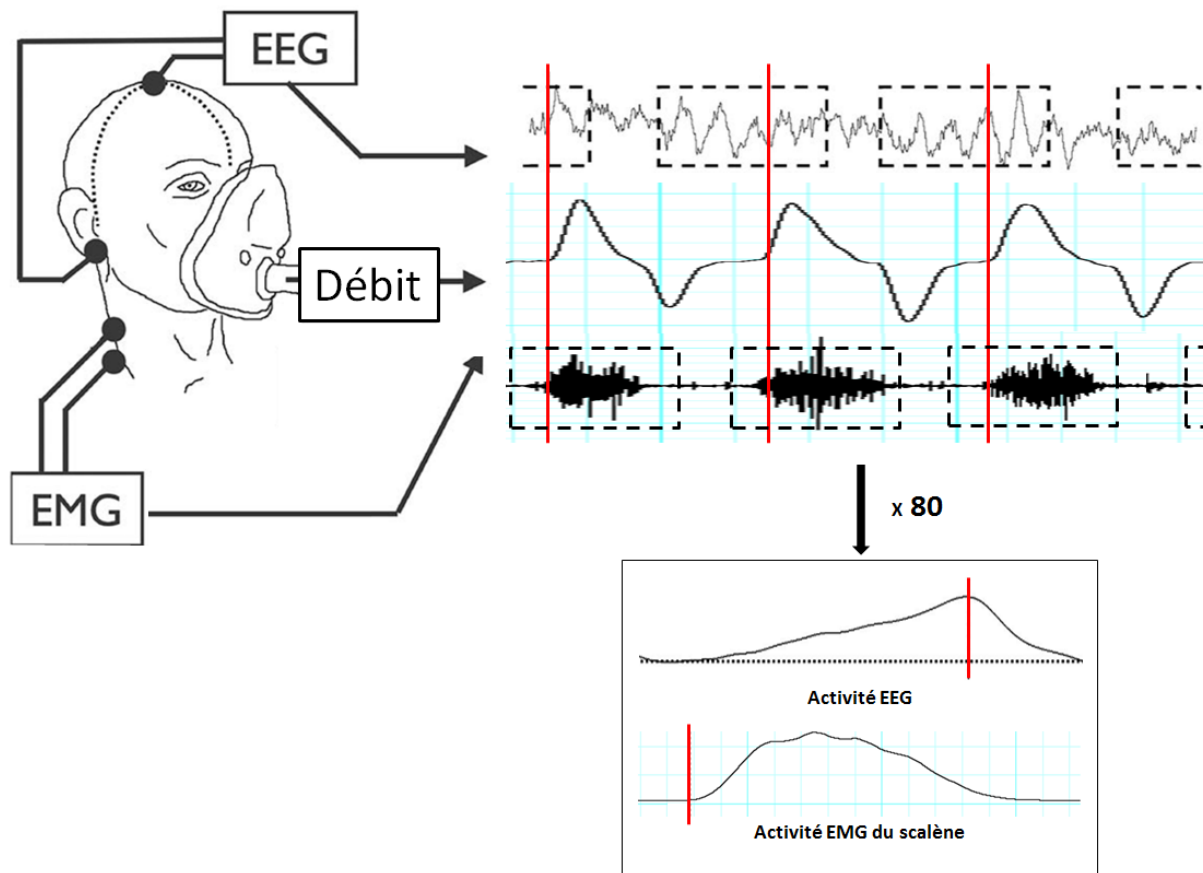 EEG
Débit
EMG
x 80
Activité EEG
Activité EMG du scalène